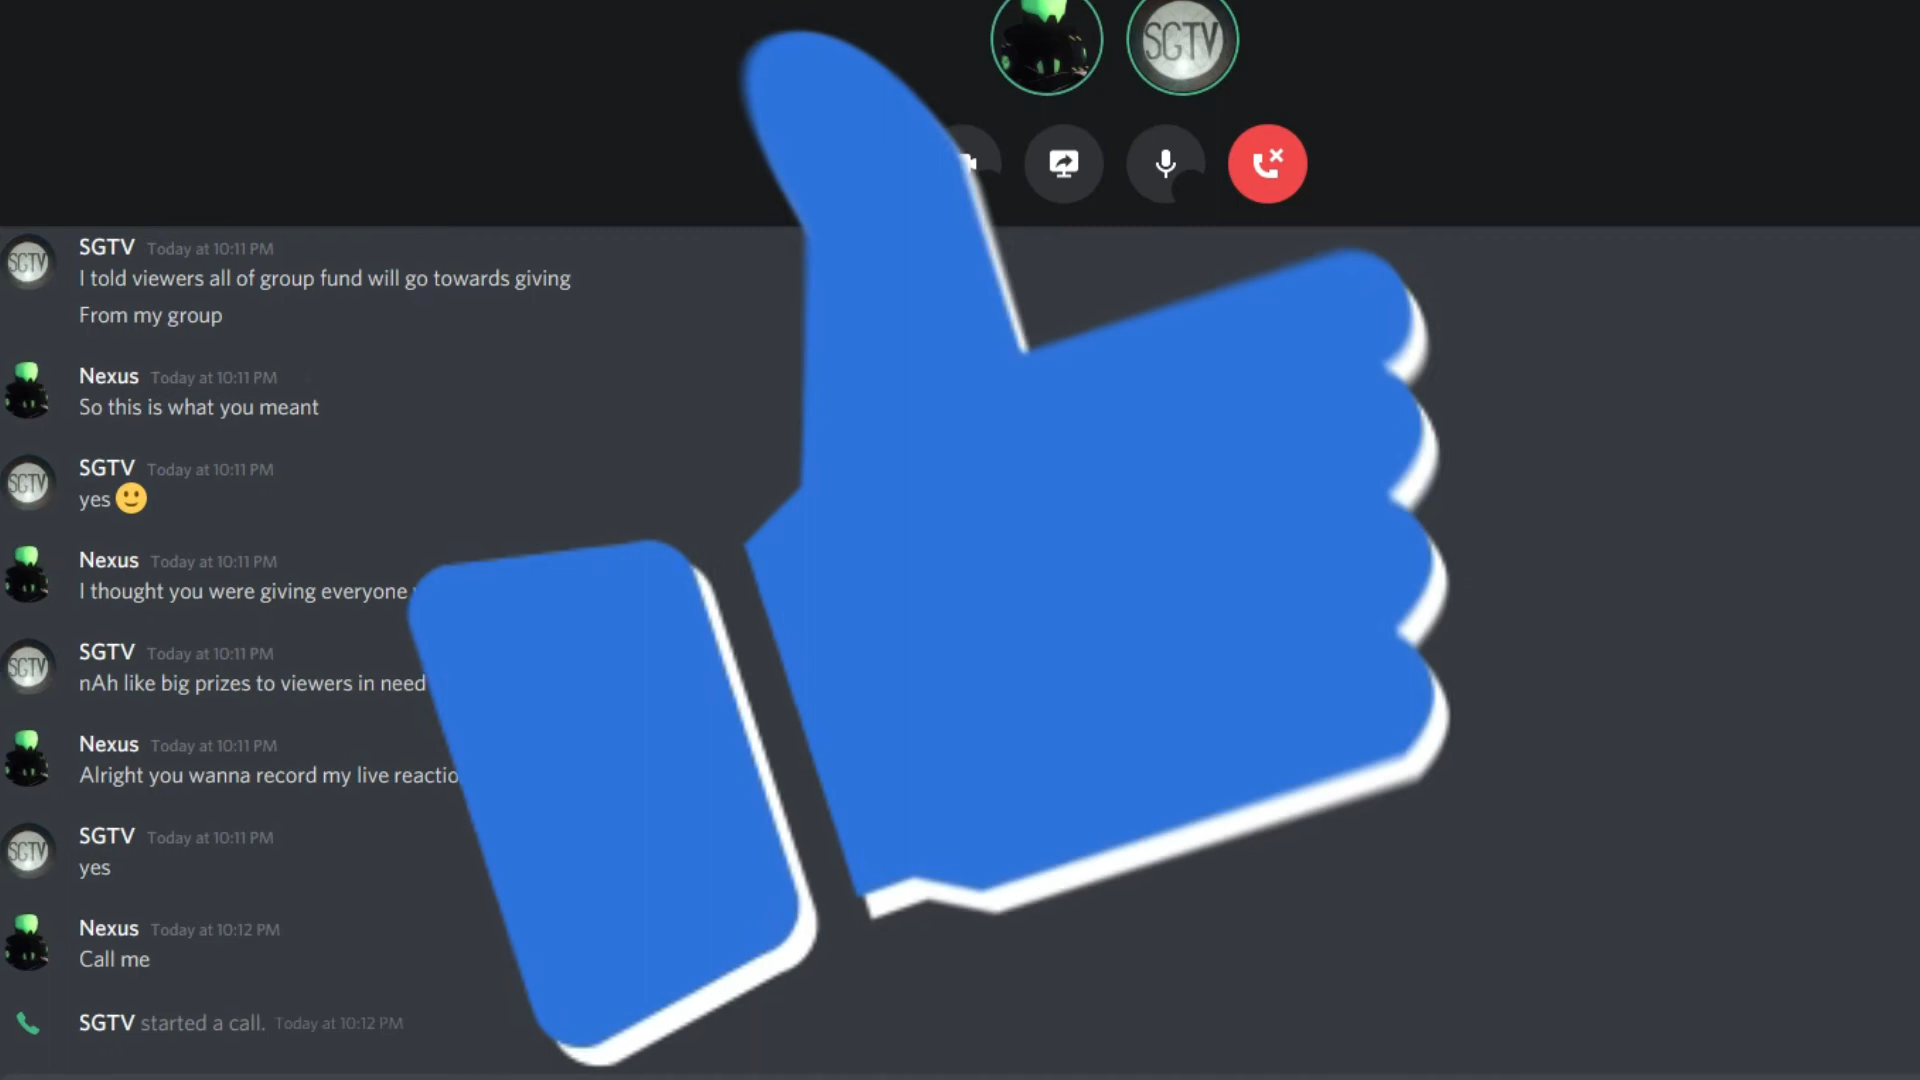 SGTV
SGTV Today at 10:11 PM
SGTV
I told viewers all of group fund will go towards giving
From my group
Nexus Today at 10:11 PM
So this is what you meant
SGTV Today at 10:11 PM
SGTV
yes 🙂
Nexus Today at 10:11 PM
I thought you were giving everyone
SGTV Today at 10:11 PM
SGTV
nAh like big prizes to viewers in need
Nexus Today at 10:11 PM
Alright you wanna record my live
SGTV Today at 10:11 PM
SGTV
yes
Nexus Today at 10:12 PM
Call me
SGTV started a call. Today at 10:12 PM